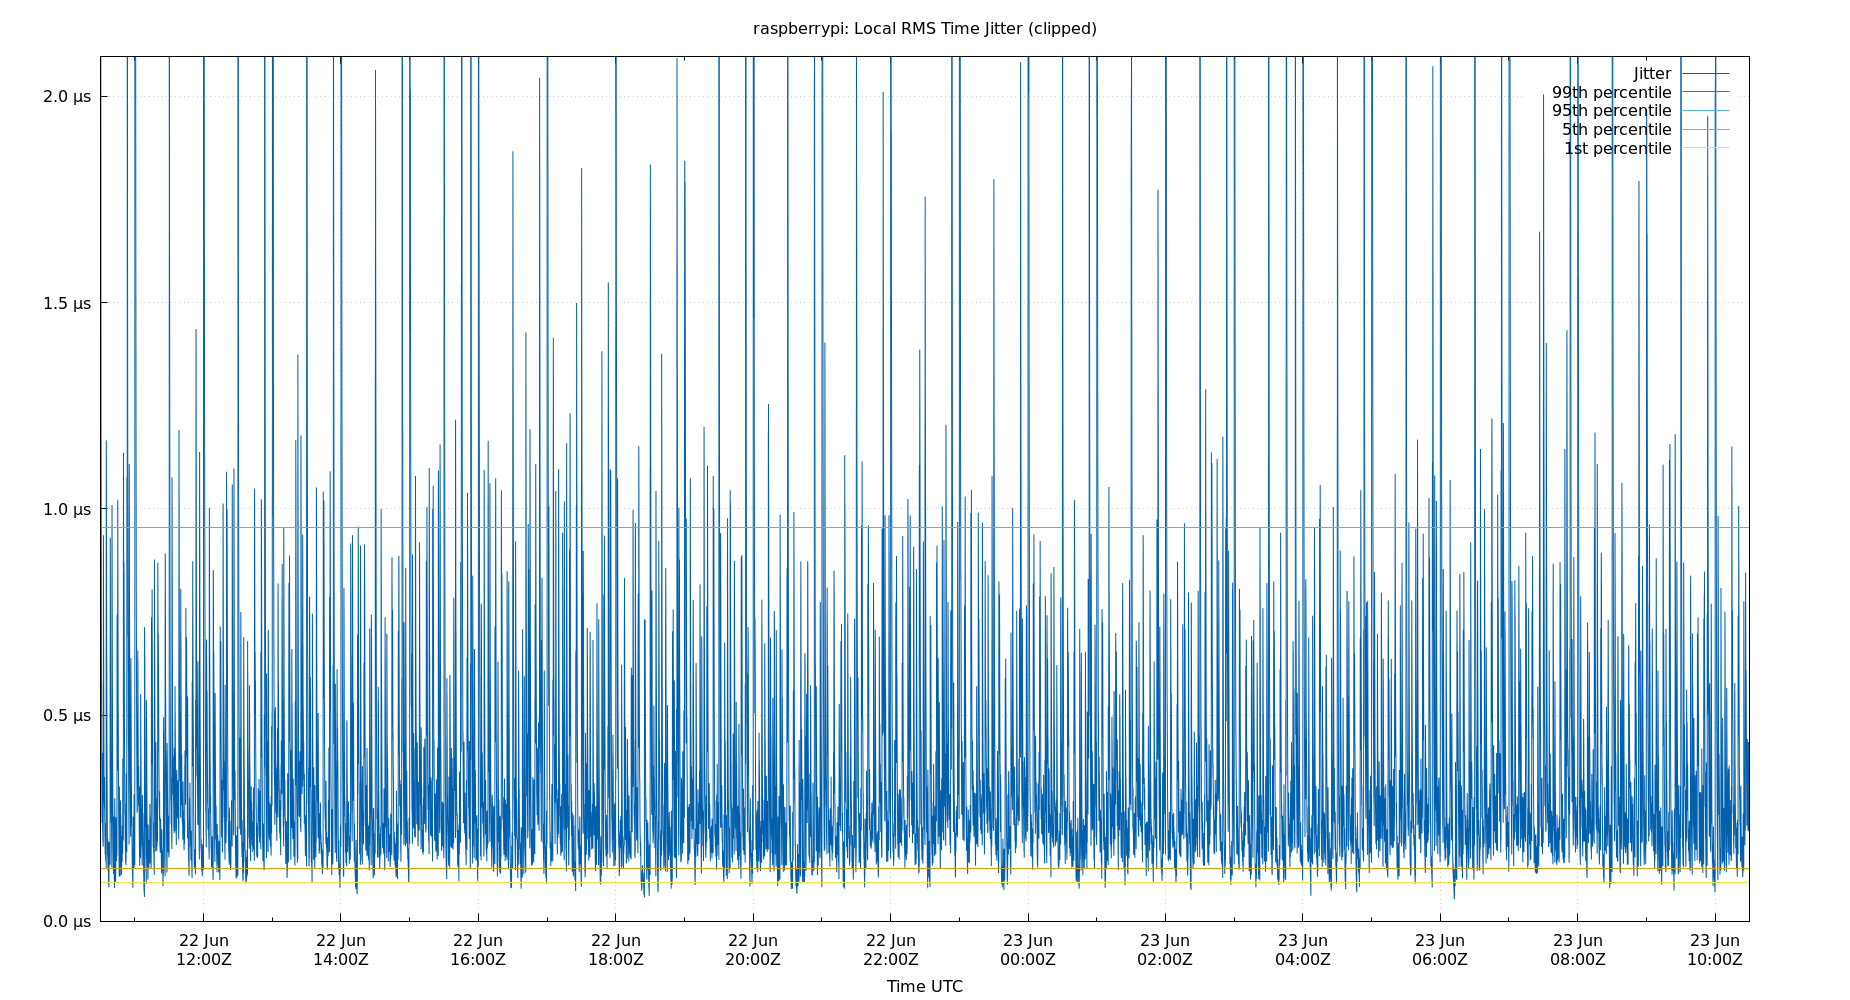 raspberrypi: Local RMS Time Jitter (clipped)
Jitter
99th percentile
95th percentile
5th percentile
1st percentile
2.0 µs
1.5 µs
1.0 µs
0.5 µs
0.0 µs
22 Jun 22 Jun 22 Jun 22 Jun 22 Jun 22 Jun 23 Jun 23 Jun 23 Jun 23 Jun 23 Jun 23 Jun
12:00Z 14:00Z 16:00Z 18:00Z 20:00Z 22:00Z 00:00Z 02:00Z 04:00Z 06:00Z 08:00Z 10:00Z
Time UTC